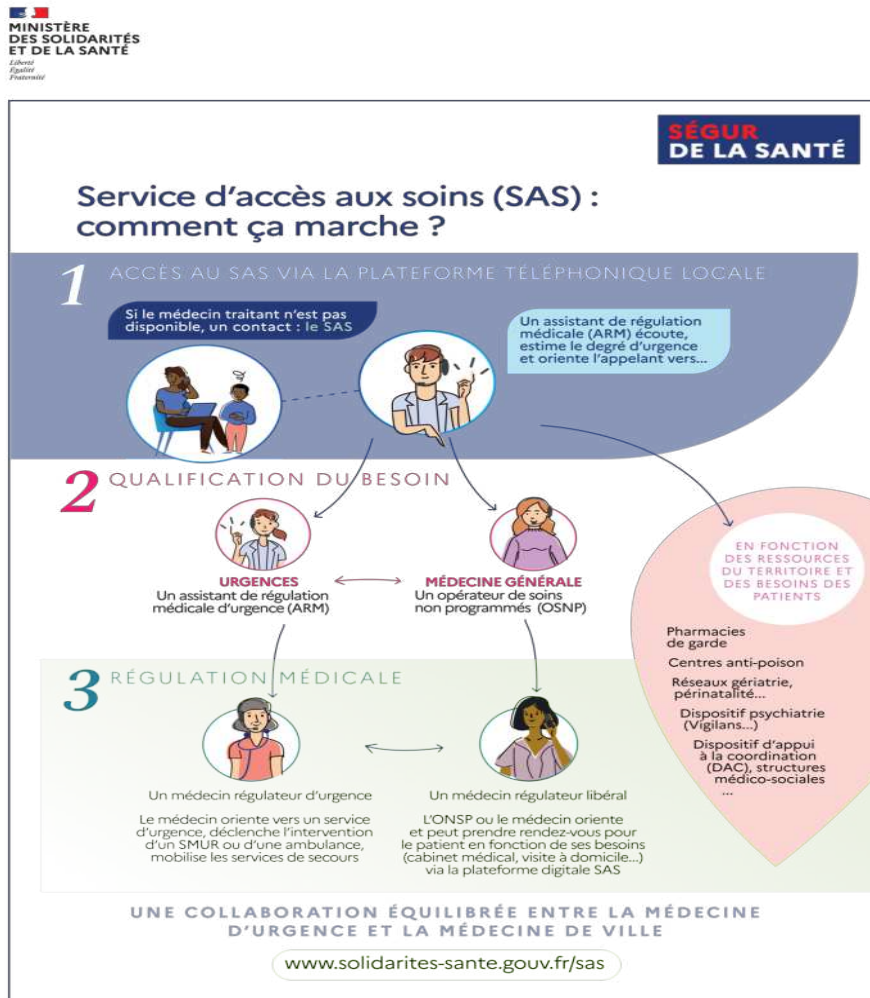 MINISTÈRE
DES SOLIDARITÉS
ET DE LA SANTÉ
Liberté
Égalité
Fraternité
SÉGUR
DE LA SANTÉ
Service d'accès aux soins (SAS) :
comment ça marche ?
1 ACCÈS AU SAS VIA LA PLATEFORME TÉLÉPHONIQUE LOCALE
Si le médecin traitant n'est pas
disponible, un contact : le SAS
Un assistant de régulation
médicale (ARM) écoute,
estime le degré d'urgence
et oriente l'appelant vers...
2 QUALIFICATION DU BESOIN
URGENCES
Un assistant de régulation
médicale d'urgence (ARM)
MÉDECINE GÉNÉRALE
Un opérateur de soins
non programmés (OSNP)
EN FONCTION
DES RESSOURCES
DU TERRITOIRE ET
DES BESOINS DES
PATIENTS
Pharmacies
de garde
Centres anti-poison
Réseaux gériatrie,
périnatalité...
Dispositif psychiatrie
(Vigilans...)
Dispositif d'appui
à la coordination
(DAC), structures
médico-sociales
...
3 RÉGULATION MÉDICALE
Un médecin régulateur d'urgence
Le médecin oriente vers un service
d'urgence, déclenche l'intervention
d'un SMUR ou d'une ambulance,
mobilise les services de secours
Un médecin régulateur libéral
L'ONSP ou le médecin oriente
et peut prendre rendez-vous pour
le patient en fonction de ses besoins
(cabinet médical, visite à domicile...)
via la plateforme digitale SAS
UNE COLLABORATION ÉQUILIBRÉE ENTRE LA MÉDECINE
D'URGENCE ET LA MÉDECINE DE VILLE
www.solidarites-sante.gouv.fr/sas